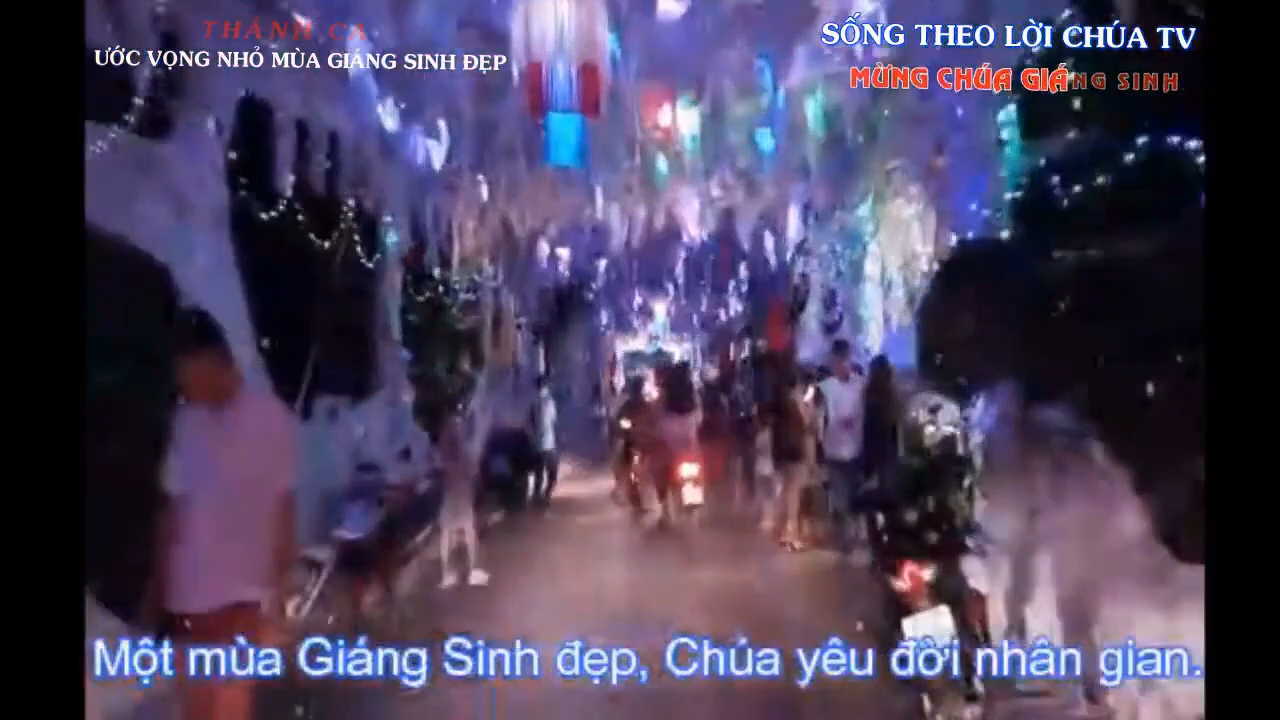 THÁNH CA
ƯỚC VỌNG NHỎ MÙA GIÁNG SINH ĐẸP
SỐNG THEO LỜI CHÚA TV
MỪNG CHÚA GIÁNG SINH
Một mùa Giáng Sinh đẹp, Chúa yêu đời nhân gian.